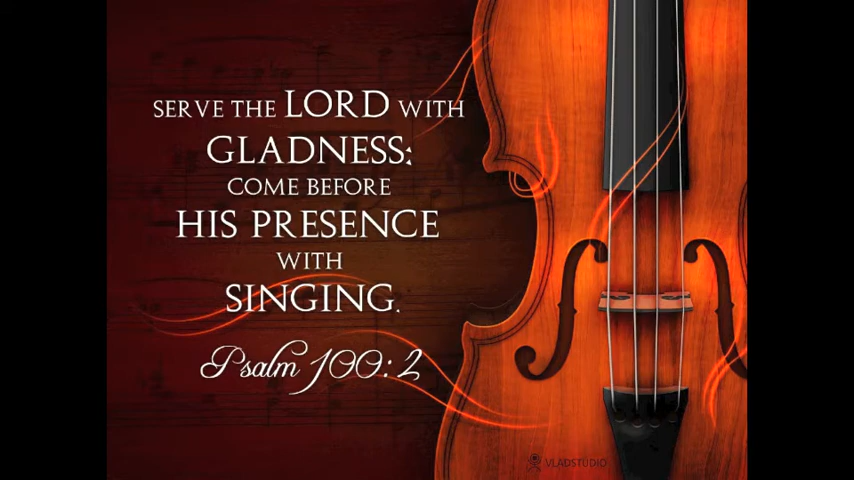 SERVE THE LORD WITH
GLADNESS;
COME BEFORE
HIS PRESENCE
WITH
SINGING.
Psalm 100:2
VLADSTUDIO